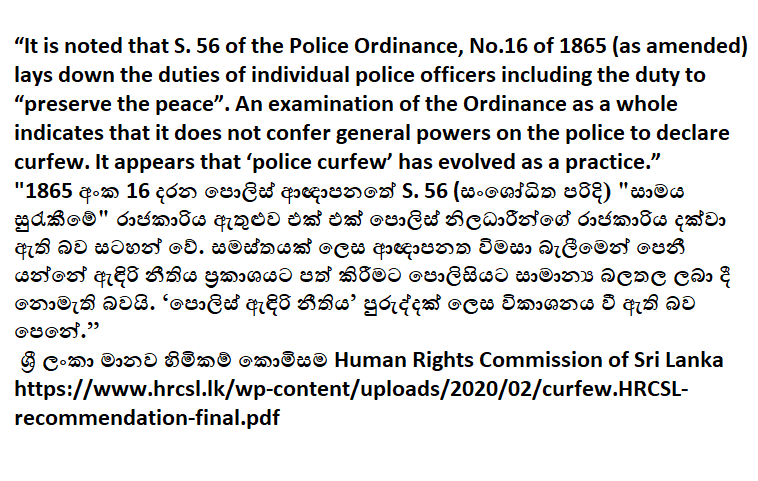 “It is noted that S. 56 of the Police Ordinance, No.16 of 1865 (as amended)
lays down the duties of individual police officers including the duty to
“preserve the peace”. An examination of the Ordinance as a whole
indicates that it does not confer general powers on the police to declare
curfew. It appears that ‘police curfew’ has evolved as a practice.”
"1865 අංක 16 දරන පොලිස් ආඥාපනතේ S. 56 (සංශෝධිත පරිදි) "සාමය
සුරැකීමේ" රාජකාරිය ඇතුළුව එක් එක් පොලිස් නිලධාරීන්ගේ රාජකාරිය දක්වා
ඇති බව සටහන් වේ. සමස්තයක් ලෙස ආඥාපනත විමසා බැලීමෙන් පෙනී
යන්නේ ඇඳිරි නීතිය ප්‍රකාශයට පත් කිරීමට පොලිසියට සාමාන්‍ය බලතල ලබා දී
නොමැති බවයි. ‘පොලිස් ඇඳිරි නීතිය’ පුරුද්දක් ලෙස විකාශනය වී ඇති බව
පෙනේ.”
ශ්‍රී ලංකා මානව හිමිකම් කොමිසම Human Rights Commission of Sri Lanka
https://www.hrcsl.lk/wp-content/uploads/2020/02/curfew.HRCSL-
recommendation-final.pdf